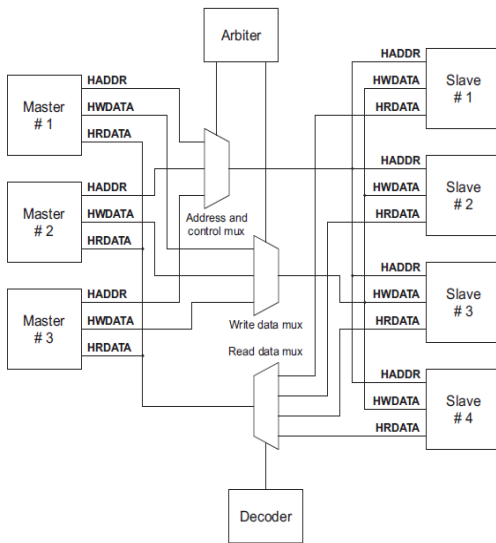 Arbiter
Master
# 1
HADDR
HWDATA
HRDATA
Master
# 2
HADDR
HWDATA
HRDATA
Master
# 3
HADDR
HWDATA
HRDATA
Address and
control mux
Write data mux
Read data mux
HADDR
HWDATA
HRDATA
Slave
# 1
HADDR
HWDATA
HRDATA
Slave
# 2
HADDR
HWDATA
HRDATA
Slave
# 3
HADDR
HWDATA
HRDATA
Slave
# 4
Decoder